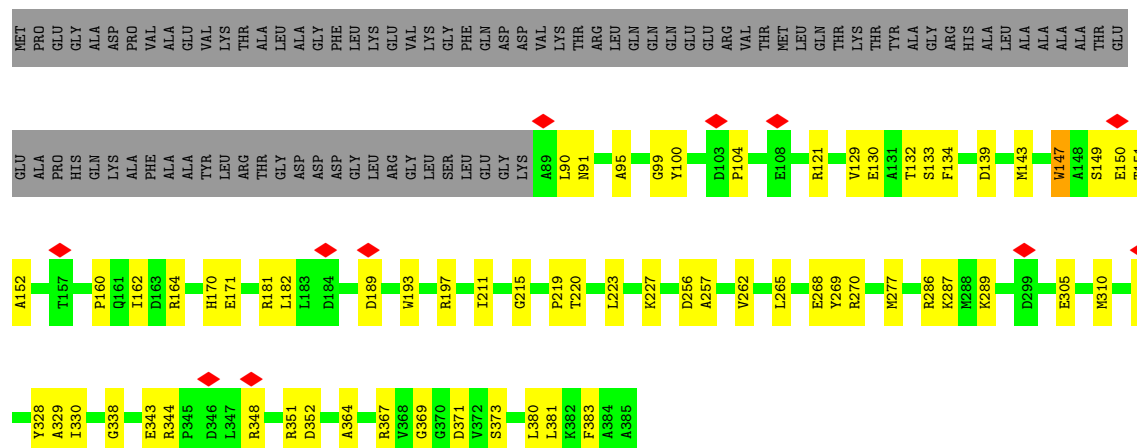 MET PRO GLU GLY ALA ASP PRO VAL ALA GLU VAL LYS THR ALA LEU ALA GLY PHE LEU LYS GLU VAL LYS GLY PHE GLN ASP ASP VAL LYS THR ARG LEU GLN GLN GLN GLU GLU ARG VAL THR MET LEU GLN THR LYS THR TYR ALA GLY ARG HIS ALA LEU ALA ALA ALA ALA THR GLU
GLU ALA PRO HIS GLN LYS ALA PHE ALA ALA TYR LEU ARG THR GLY ASP ASP ASP GLY LEU ARG GLY LEU SER LEU GLU GLY LYS A89 L90 N91 A95 G99 Y100 D103 P104 E108 R121 V129 E130 A131 T132 S133 F134 D139 M143 W147 A148 S149 E150 T151
A152 T157 P160 Q161 I162 D163 R164 H170 E171 R181 L182 L183 D184 D189 W193 R197 I211 G215 P219 T220 L223 K227 D256 A257 V262 L265 E268 Y269 R270 M277 R286 K287 M288 K289 D299 E305 M310
Y328 A329 I330 G338 E343 R344 P345 D346 L347 R348 R351 D352 A364 R367 V368 G369 G370 D371 V372 S373 L380 L381 K382 F383 A384 A385